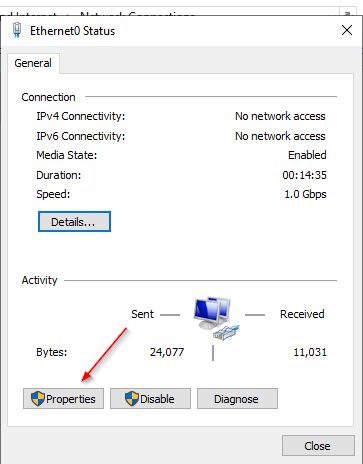 Ethernet0 Status
General
Connection
IPv4 Connectivity: No network access
IPv6 Connectivity: No network access
Media State: Enabled
Duration: 00:14:35
Speed: 1.0 Gbps
Details...
Activity
Sent Received
Bytes: 24,077 11,031
Properties Disable Diagnose
Close